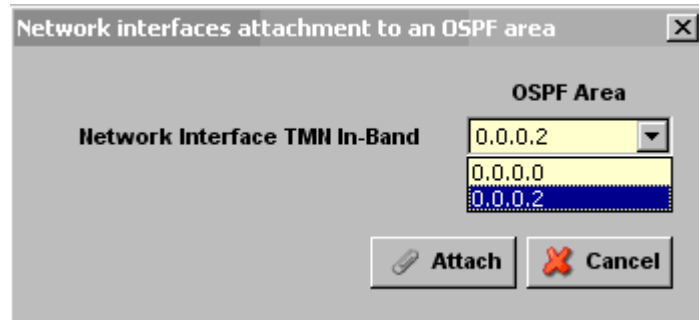 Network interfaces attachment to an OSPF area
OSPF Area
Network Interface TMN In-Band
0.0.0.2
0.0.0.0
0.0.0.2
Attach
Cancel